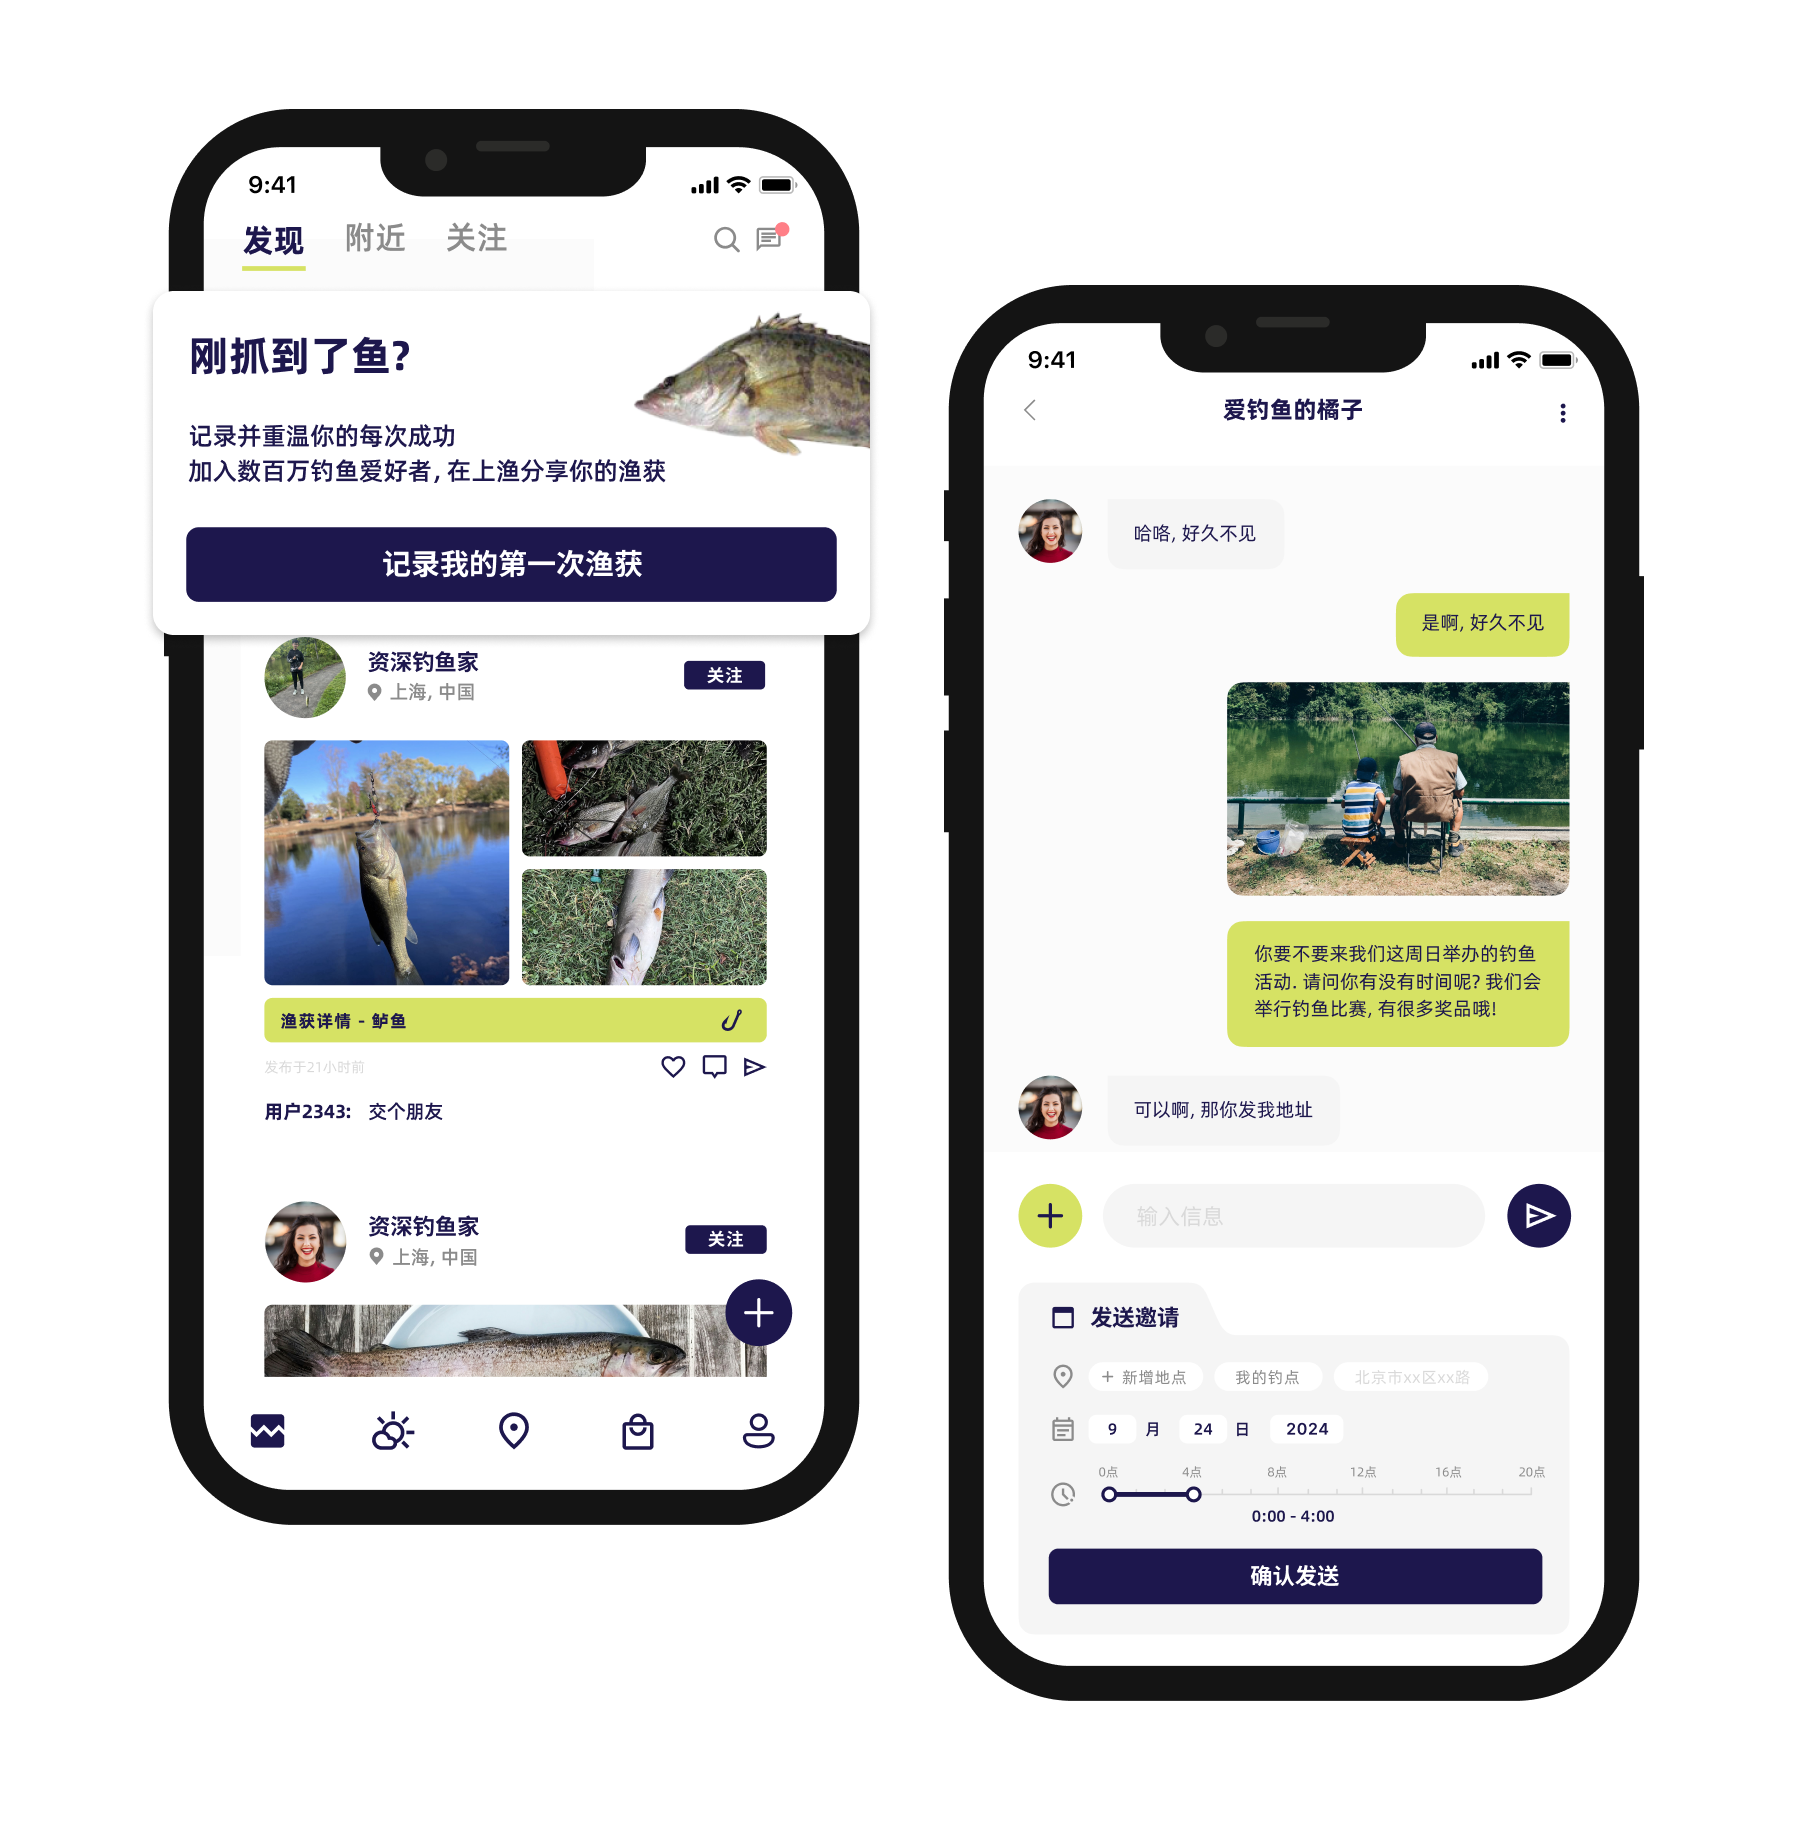 9:41
发现 附近 关注
刚抓到了鱼?
记录并重温你的每次成功
加入数百万钓鱼爱好者, 在上渔分享你的渔获
记录我的第一次渔获
资深钓鱼家
上海, 中国
关注
渔获详情 - 鲈鱼
发布于21小时前
用户2343: 交个朋友
资深钓鱼家
上海, 中国
关注
9:41
爱钓鱼的橘子
哈咯, 好久不见
是啊, 好久不见
你要不要来我们这周日举办的钓鱼
活动. 请问你有没有时间呢? 我们会
举行钓鱼比赛, 有很多奖品哦!
可以啊, 那你发我地址
输入信息
发送邀请
+ 新增地点 我的钓点 北京市xx区xx路
9 月 24 日 2024
0点 4点 8点 12点 16点 20点
0:00 - 4:00
确认发送